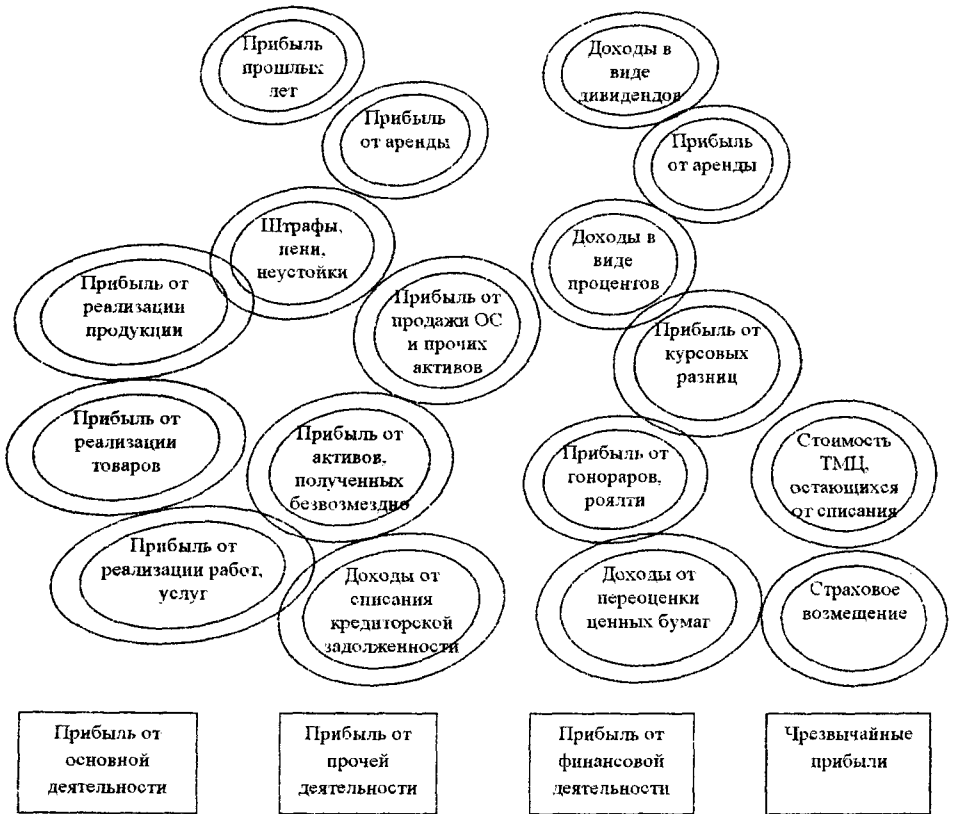 Прибыль
прошлых
лет
Доходы в
виде
дивидендов
Прибыль
от аренды
Прибыль
от аренды
Штрафы,
пени,
неустойки
Доходы в
виде
процентов
Прибыль от
реализации
продукции
Прибыль от
продажи ОС
и прочих
активов
Прибыль от
курсовых
разниц
Прибыль от
реализации
товаров
Прибыль от
активов,
полученных
безвозмездно
Прибыль от
гонораров,
роялти
Стоимость
ТМЦ,
остающихся
от списания
Прибыль от
реализации работ,
услуг
Доходы от
списания
кредиторской
задолженности
Доходы от
переоценки
ценных бумаг
Страховое
возмещение
Прибыль от
основной
деятельности
Прибыль от
прочей
деятельности
Прибыль от
финансовой
деятельности
Чрезвычайные
прибыли